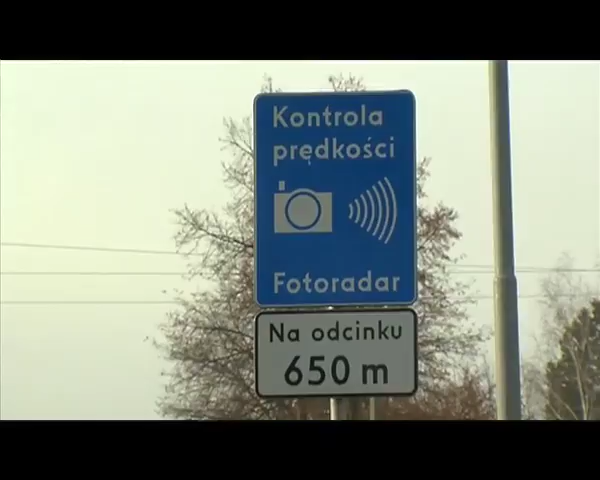 Kontrola
prędkości
Fotoradar
Na odcinku
650 m